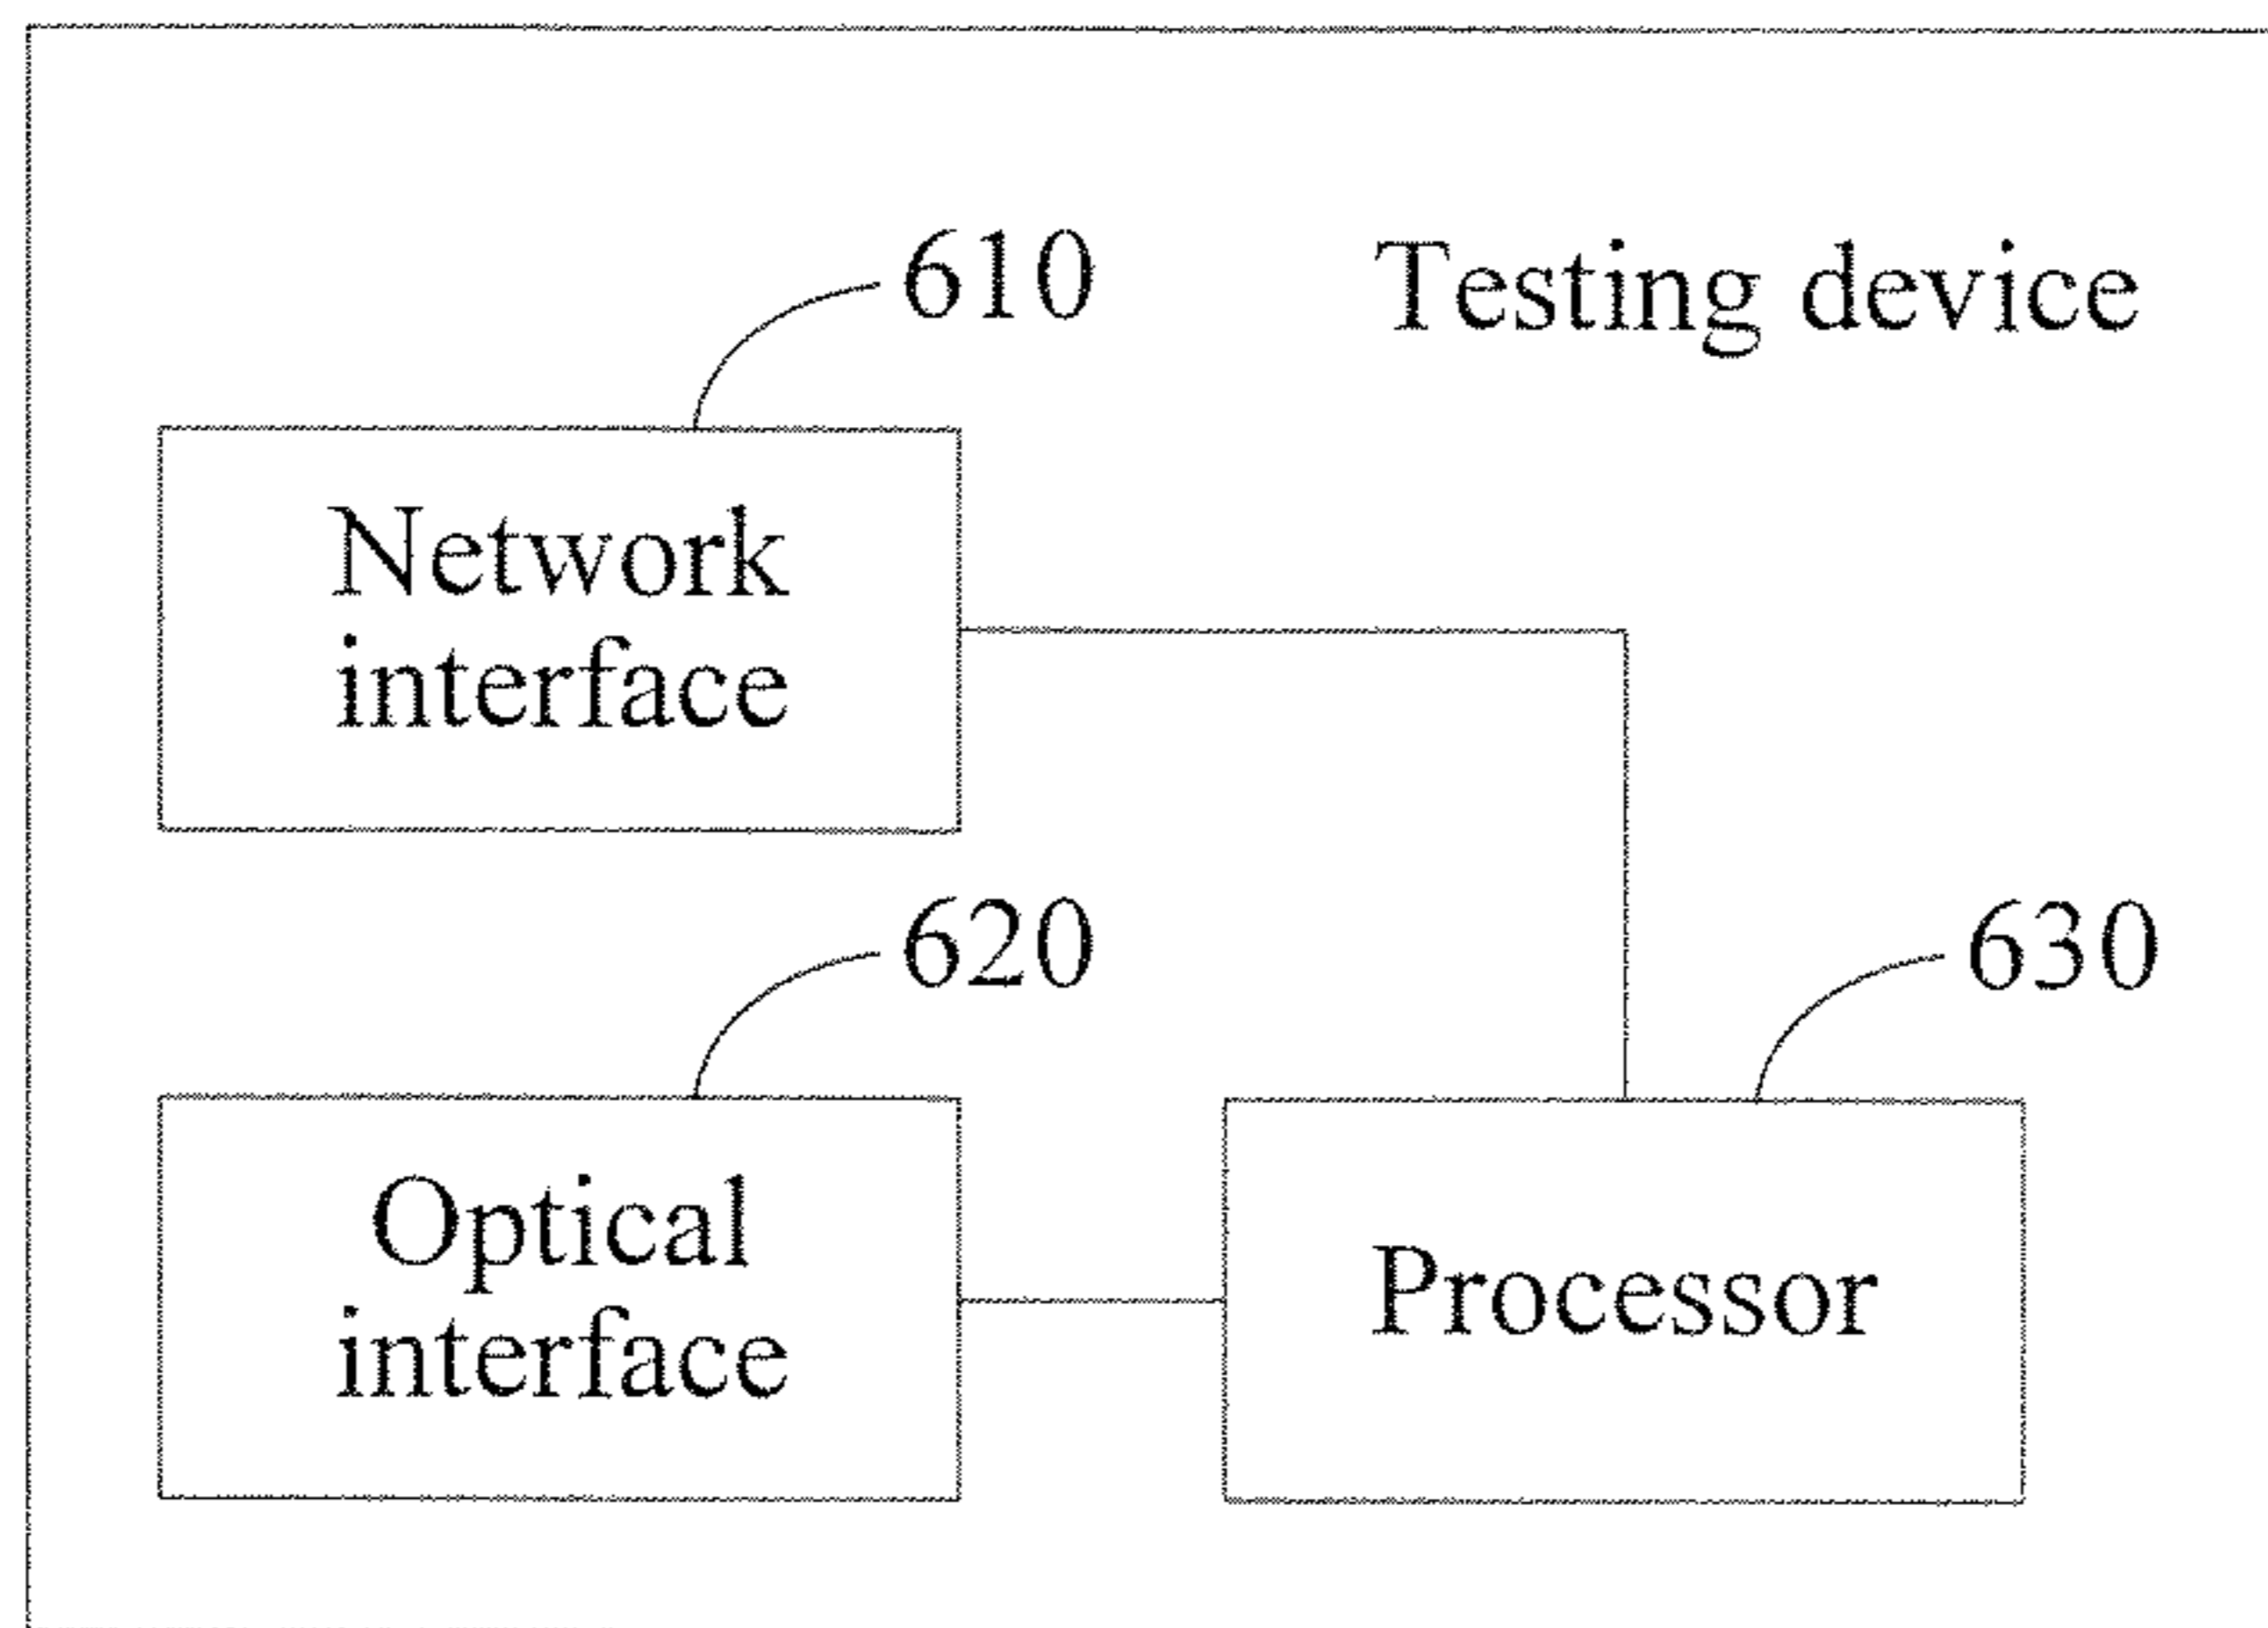 610
Testing device
Network
interface
620
630
Optical
interface
Processor